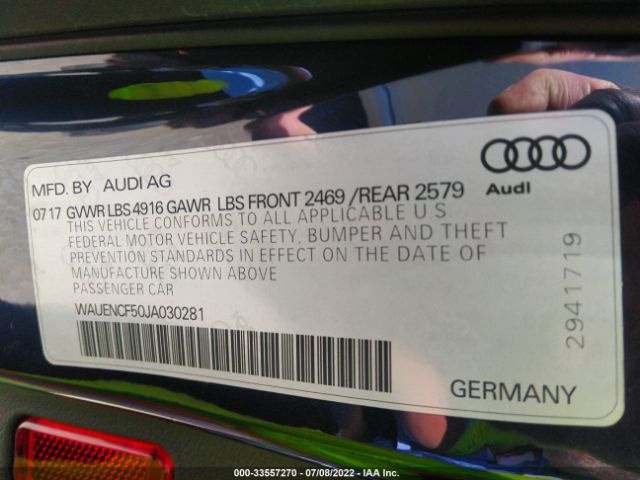 MFD. BY AUDI AG
07 17 GVWR LBS 4916 GAWR LBS FRONT 2469 /REAR 2579
THIS VEHICLE CONFORMS TO ALL APPLICABLE U.S.
FEDERAL MOTOR VEHICLE SAFETY, BUMPER AND THEFT
PREVENTION STANDARDS IN EFFECT ON THE DATE OF
MANUFACTURE SHOWN ABOVE
PASSENGER CAR
WAUENCF50JA030281
Audi
2941719
GERMANY
000-33557270 - 07/08/2022 - IAA Inc.